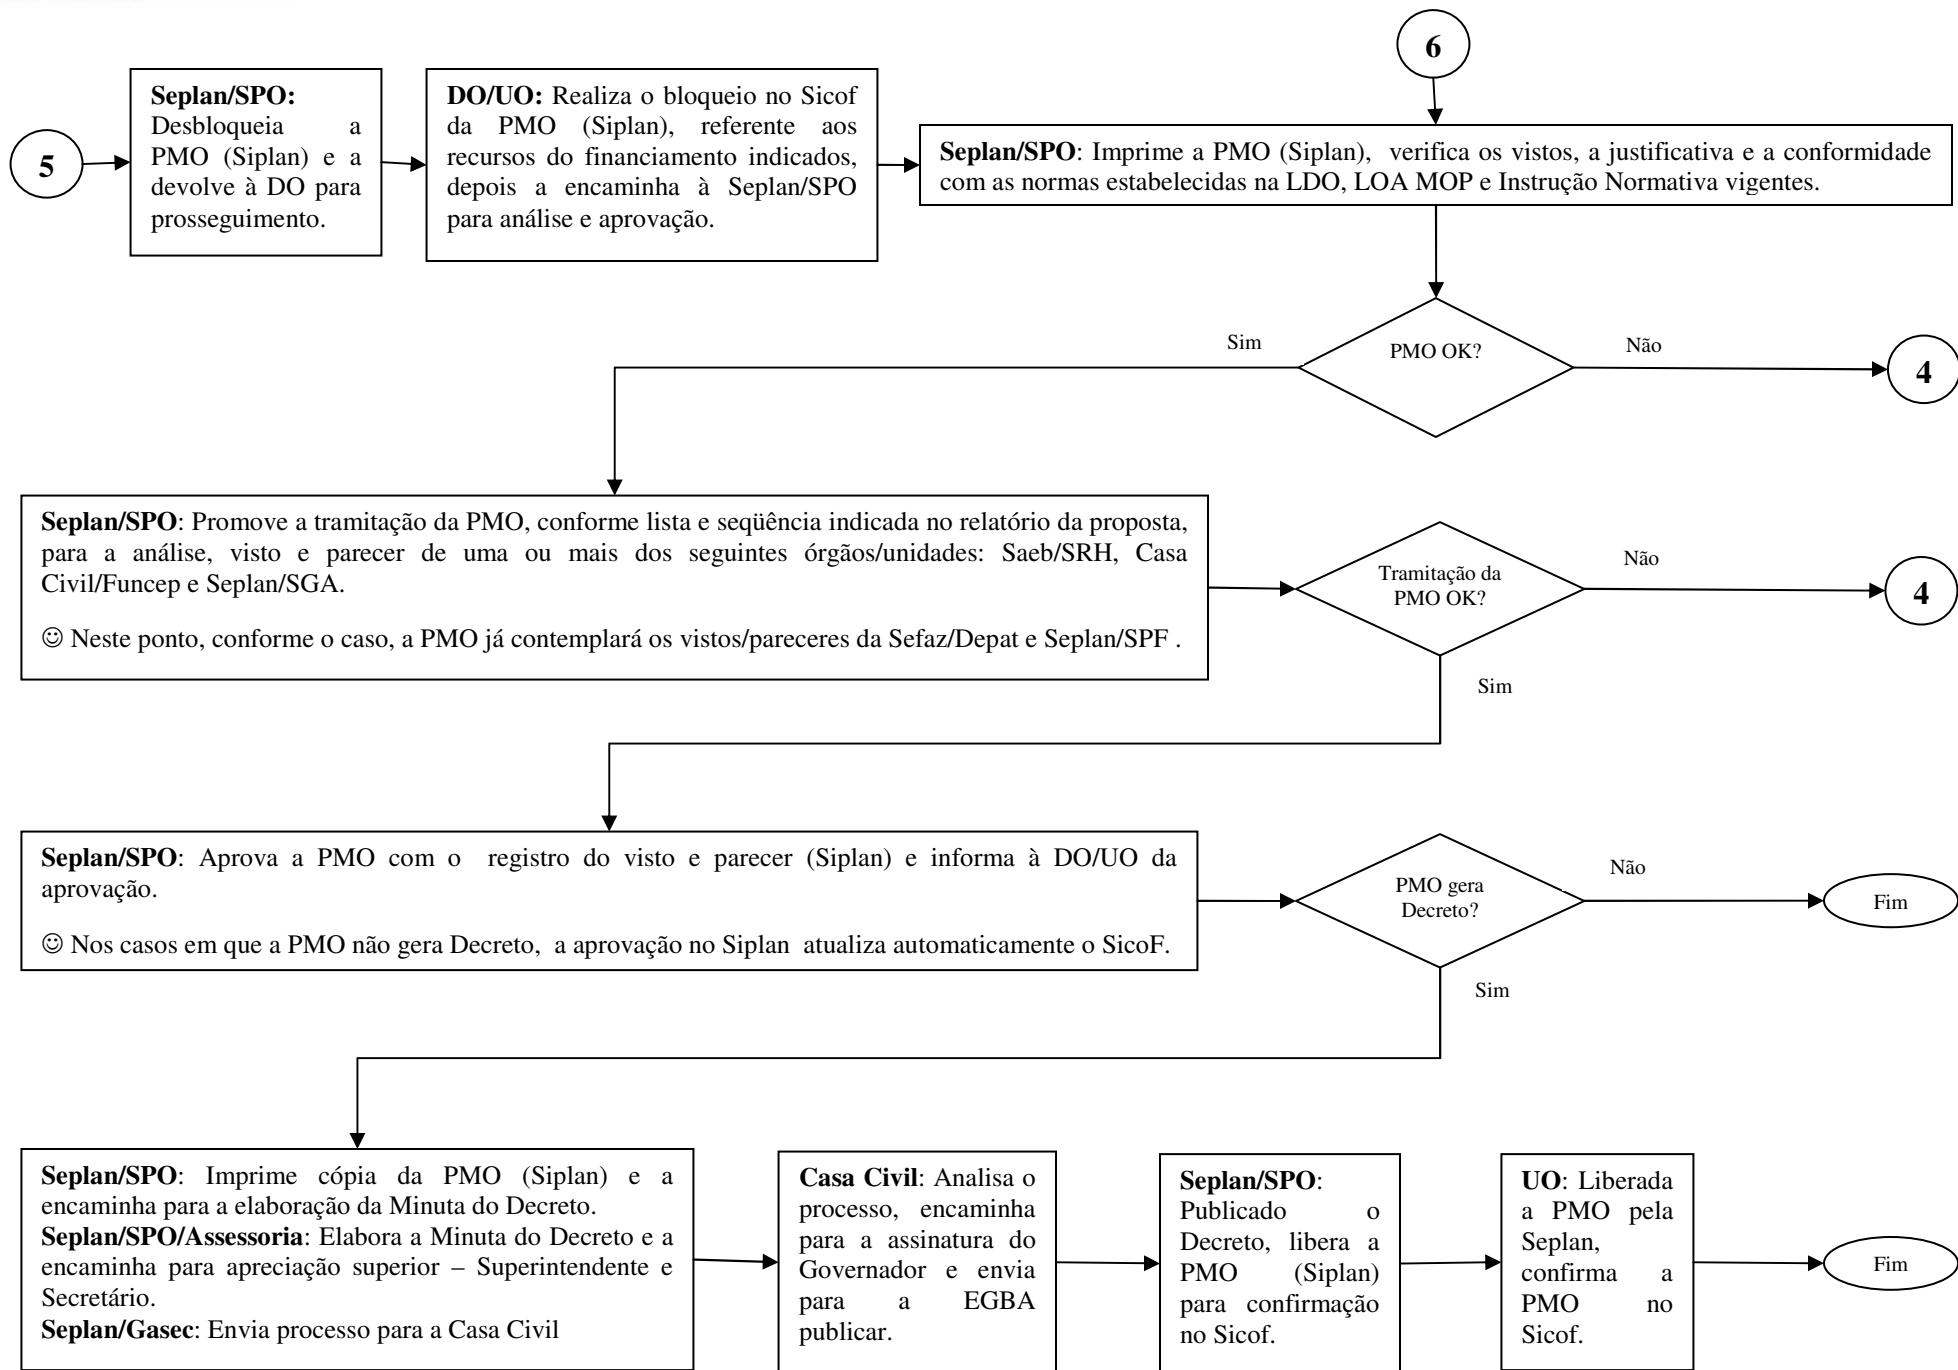 6
5
Seplan/SPO:
Desbloqueia a
PMO (Siplan) e a
devolve à DO para
prosseguimento.
DO/UO: Realiza o bloqueio no Sicof
da PMO (Siplan), referente aos
recursos do financiamento indicados,
depois a encaminha à Seplan/SPO
para análise e aprovação.
Seplan/SPO: Imprime a PMO (Siplan), verifica os vistos, a justificativa e a conformidade
com as normas estabelecidas na LDO, LOA MOP e Instrução Normativa vigentes.
Sim
PMO OK?
Não
4
Seplan/SPO: Promove a tramitação da PMO, conforme lista e seqüência indicada no relatório da proposta,
para a análise, visto e parecer de uma ou mais dos seguintes órgãos/unidades: Saeb/SRH, Casa
Civil/Funcep e Seplan/SGA.
☺ Neste ponto, conforme o caso, a PMO já contemplará os vistos/pareceres da Sefaz/Depat e Seplan/SPF .
Tramitação da
PMO OK?
Não
4
Sim
Seplan/SPO: Aprova a PMO com o registro do visto e parecer (Siplan) e informa à DO/UO da
aprovação.
☺ Nos casos em que a PMO não gera Decreto, a aprovação no Siplan atualiza automaticamente o SicoF.
PMO gera
Decreto?
Não
Fim
Sim
Seplan/SPO: Imprime cópia da PMO (Siplan) e a
encaminha para a elaboração da Minuta do Decreto.
Seplan/SPO/Assessoria: Elabora a Minuta do Decreto e a
encaminha para apreciação superior – Superintendente e
Secretário.
Seplan/Gasec: Envia processo para a Casa Civil
Casa Civil: Analisa o
processo, encaminha
para a assinatura do
Governador e envia
para a EGBA
publicar.
Seplan/SPO:
Publicado o
Decreto, libera a
PMO (Siplan)
para confirmação
no Sicof.
UO: Liberada
a PMO pela
Seplan,
confirma a
PMO no
Sicof.
Fim